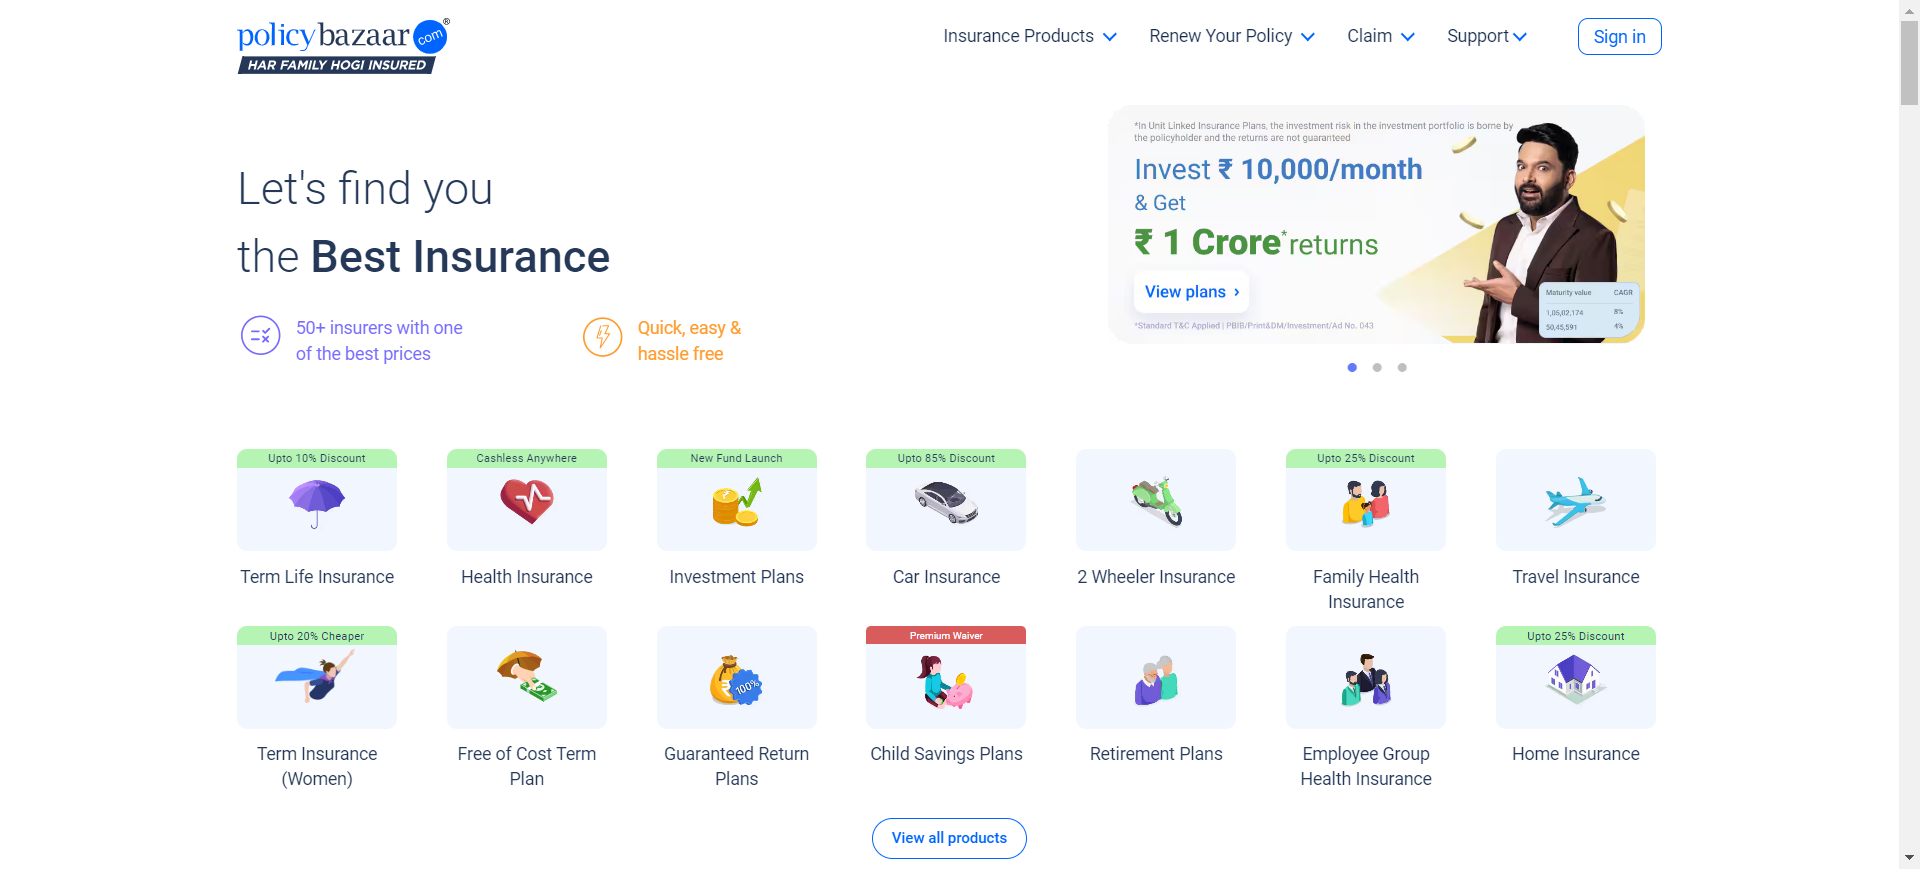 policybazaar.com®
HAR FAMILY HOGI INSURED
Insurance Products
Renew Your Policy
Claim
Support
Sign in
Let's find you
the Best Insurance
50+ insurers with one
of the best prices
Quick, easy &
hassle free
*In Unit Linked Insurance Plans, the investment risk in the investment portfolio is borne by
the policyholder and the returns are not guaranteed
Invest ₹ 10,000/month
& Get
₹ 1 Crore* returns
View plans ›
*Standard T&C Applied | PBIB/Print&DM/Investment/Ad No. 043
Maturity value CAGR
1,05,02,174 8%
50,45,591 4%
Upto 10% Discount
Term Life Insurance
Cashless Anywhere
Health Insurance
New Fund Launch
₹
Investment Plans
Upto 85% Discount
Car Insurance
2 Wheeler Insurance
Upto 25% Discount
Family Health
Insurance
Travel Insurance
Upto 20% Cheaper
Term Insurance
(Women)
Free of Cost Term
Plan
₹ 100%
Guaranteed Return
Plans
Premium Waiver
Child Savings Plans
Retirement Plans
Employee Group
Health Insurance
Upto 25% Discount
Home Insurance
View all products